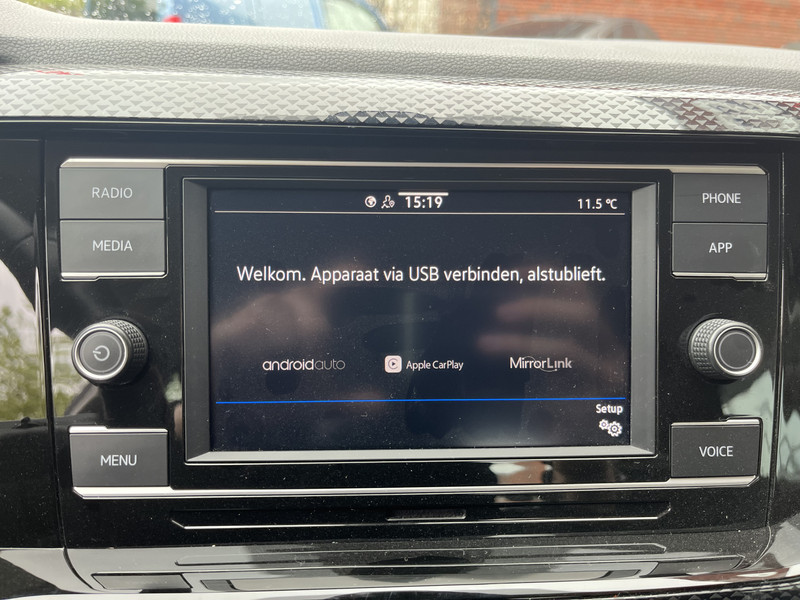 RADIO
MEDIA
MENU
15:19
11.5 °C
Welkom. Apparaat via USB verbinden, alstublieft.
androidauto
Apple CarPlay
MirrorLink
Setup
PHONE
APP
VOICE